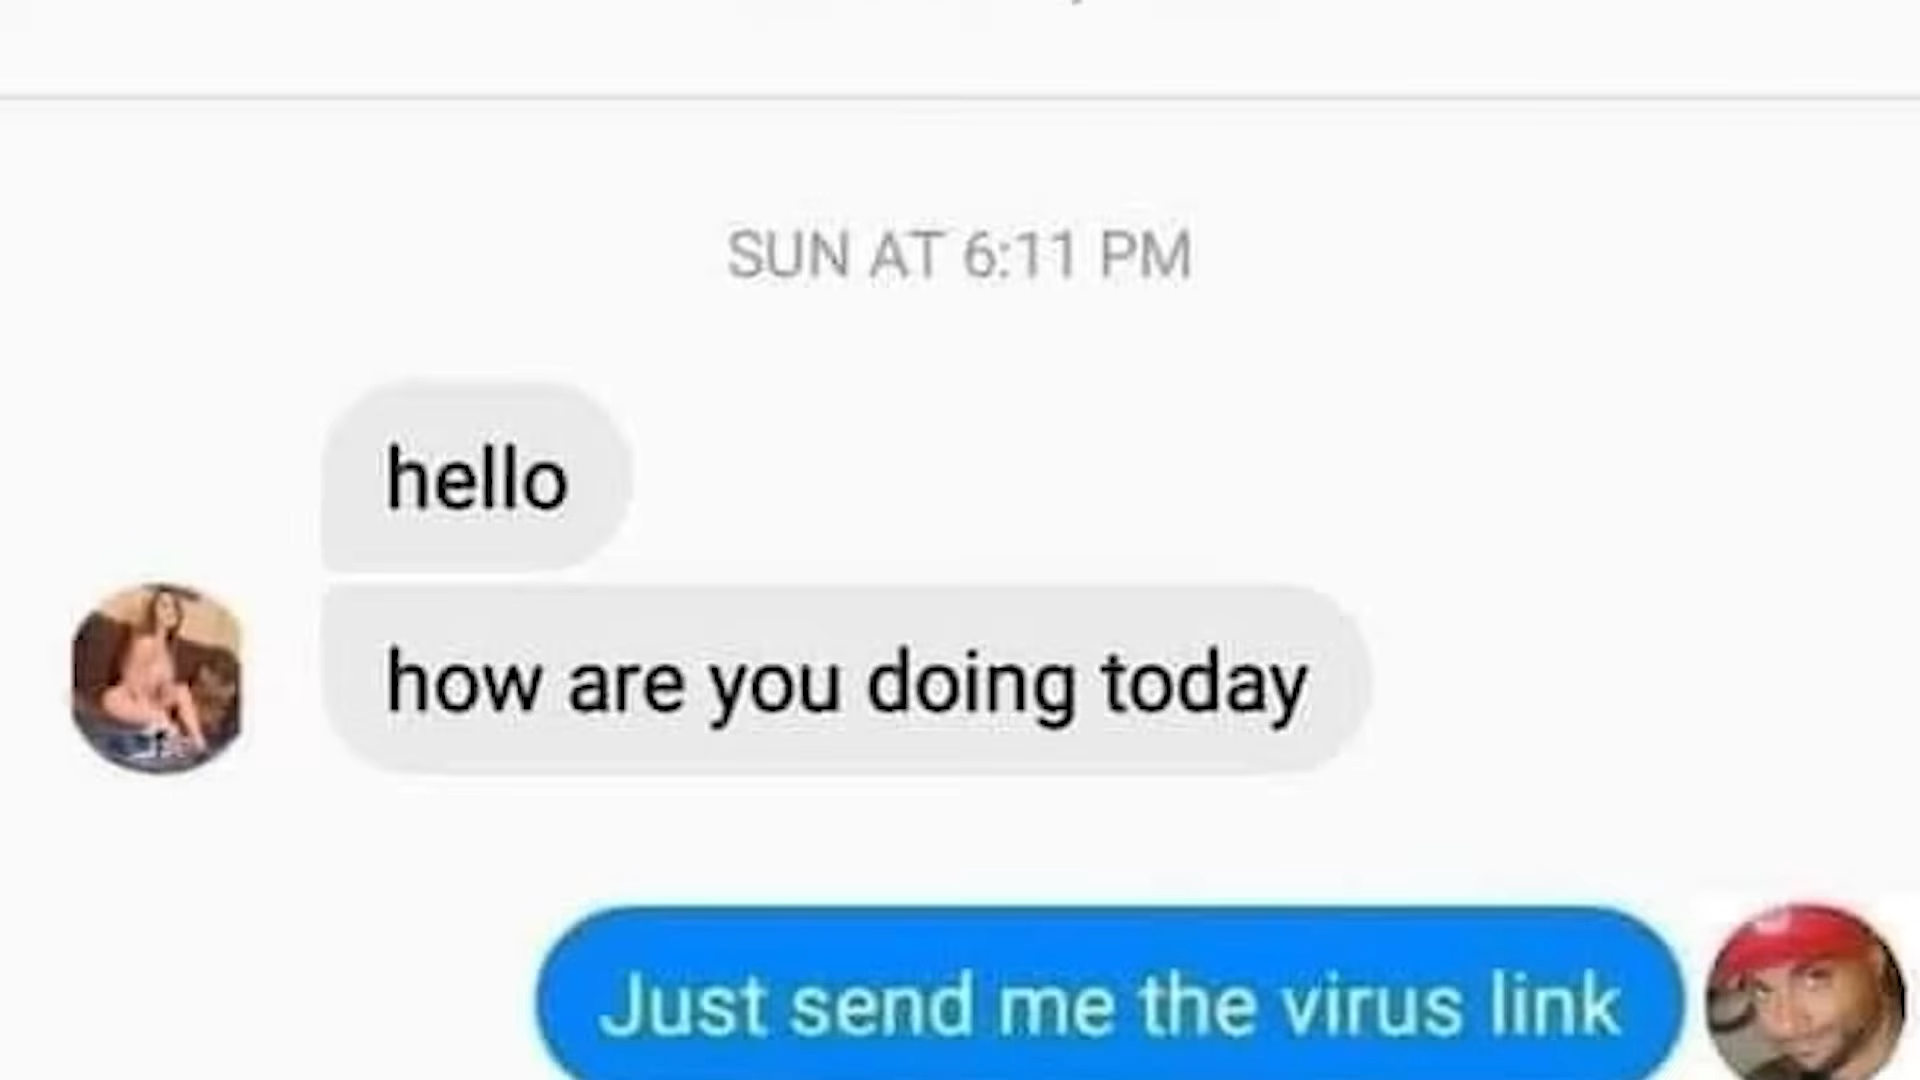 SUN AT 6:11 PM
hello
how are you doing today
Just send me the virus link